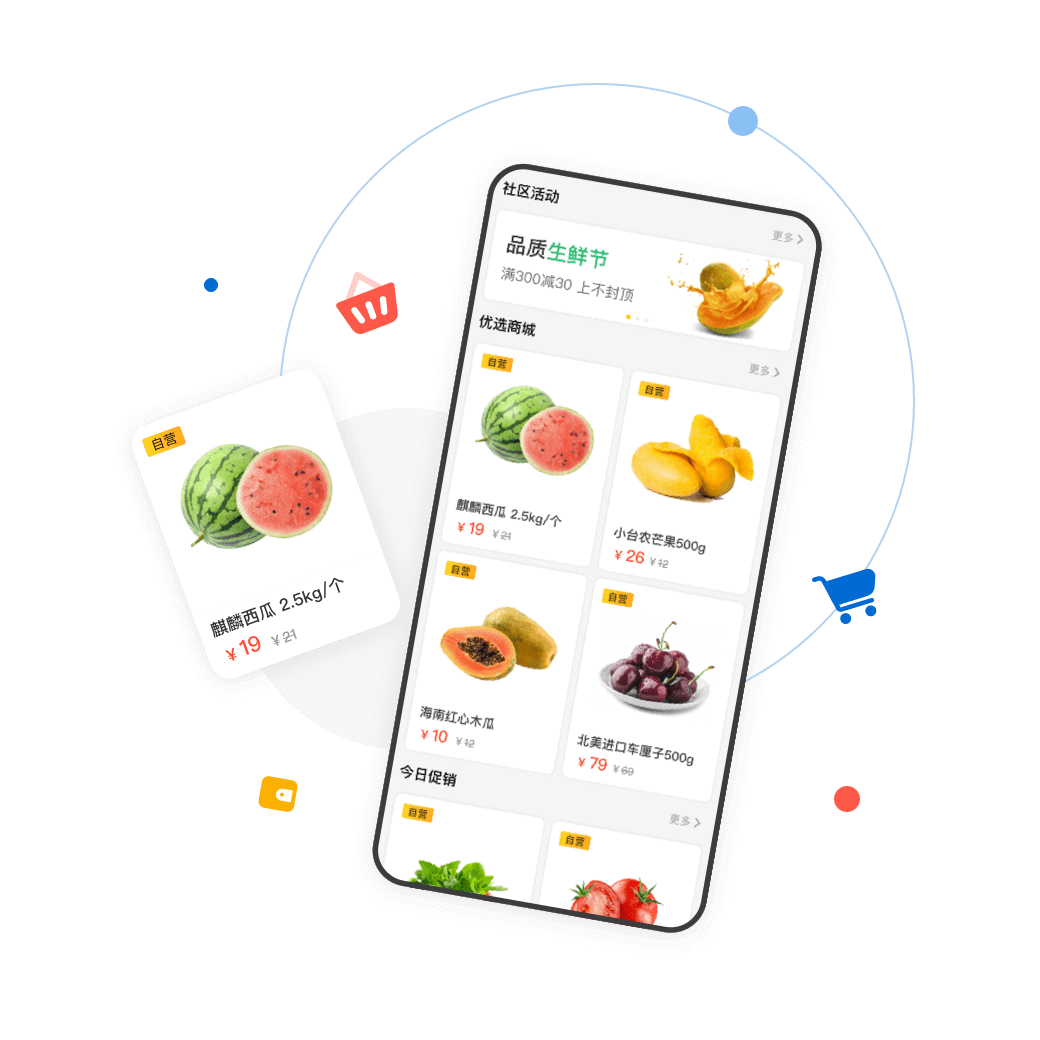 社区活动
更多
品质生鲜节
满300减30 上不封顶
优选商城
更多
自营
麒麟西瓜 2.5kg/个
¥ 19 ¥ 21
自营
小台农芒果500g
¥ 26 ¥ 12
自营
海南红心木瓜
¥ 10 ¥ 12
自营
北美进口车厘子500g
¥ 79 ¥ 69
今日促销
更多
自营
自营
自营
麒麟西瓜 2.5kg/个
¥ 19 ¥ 21